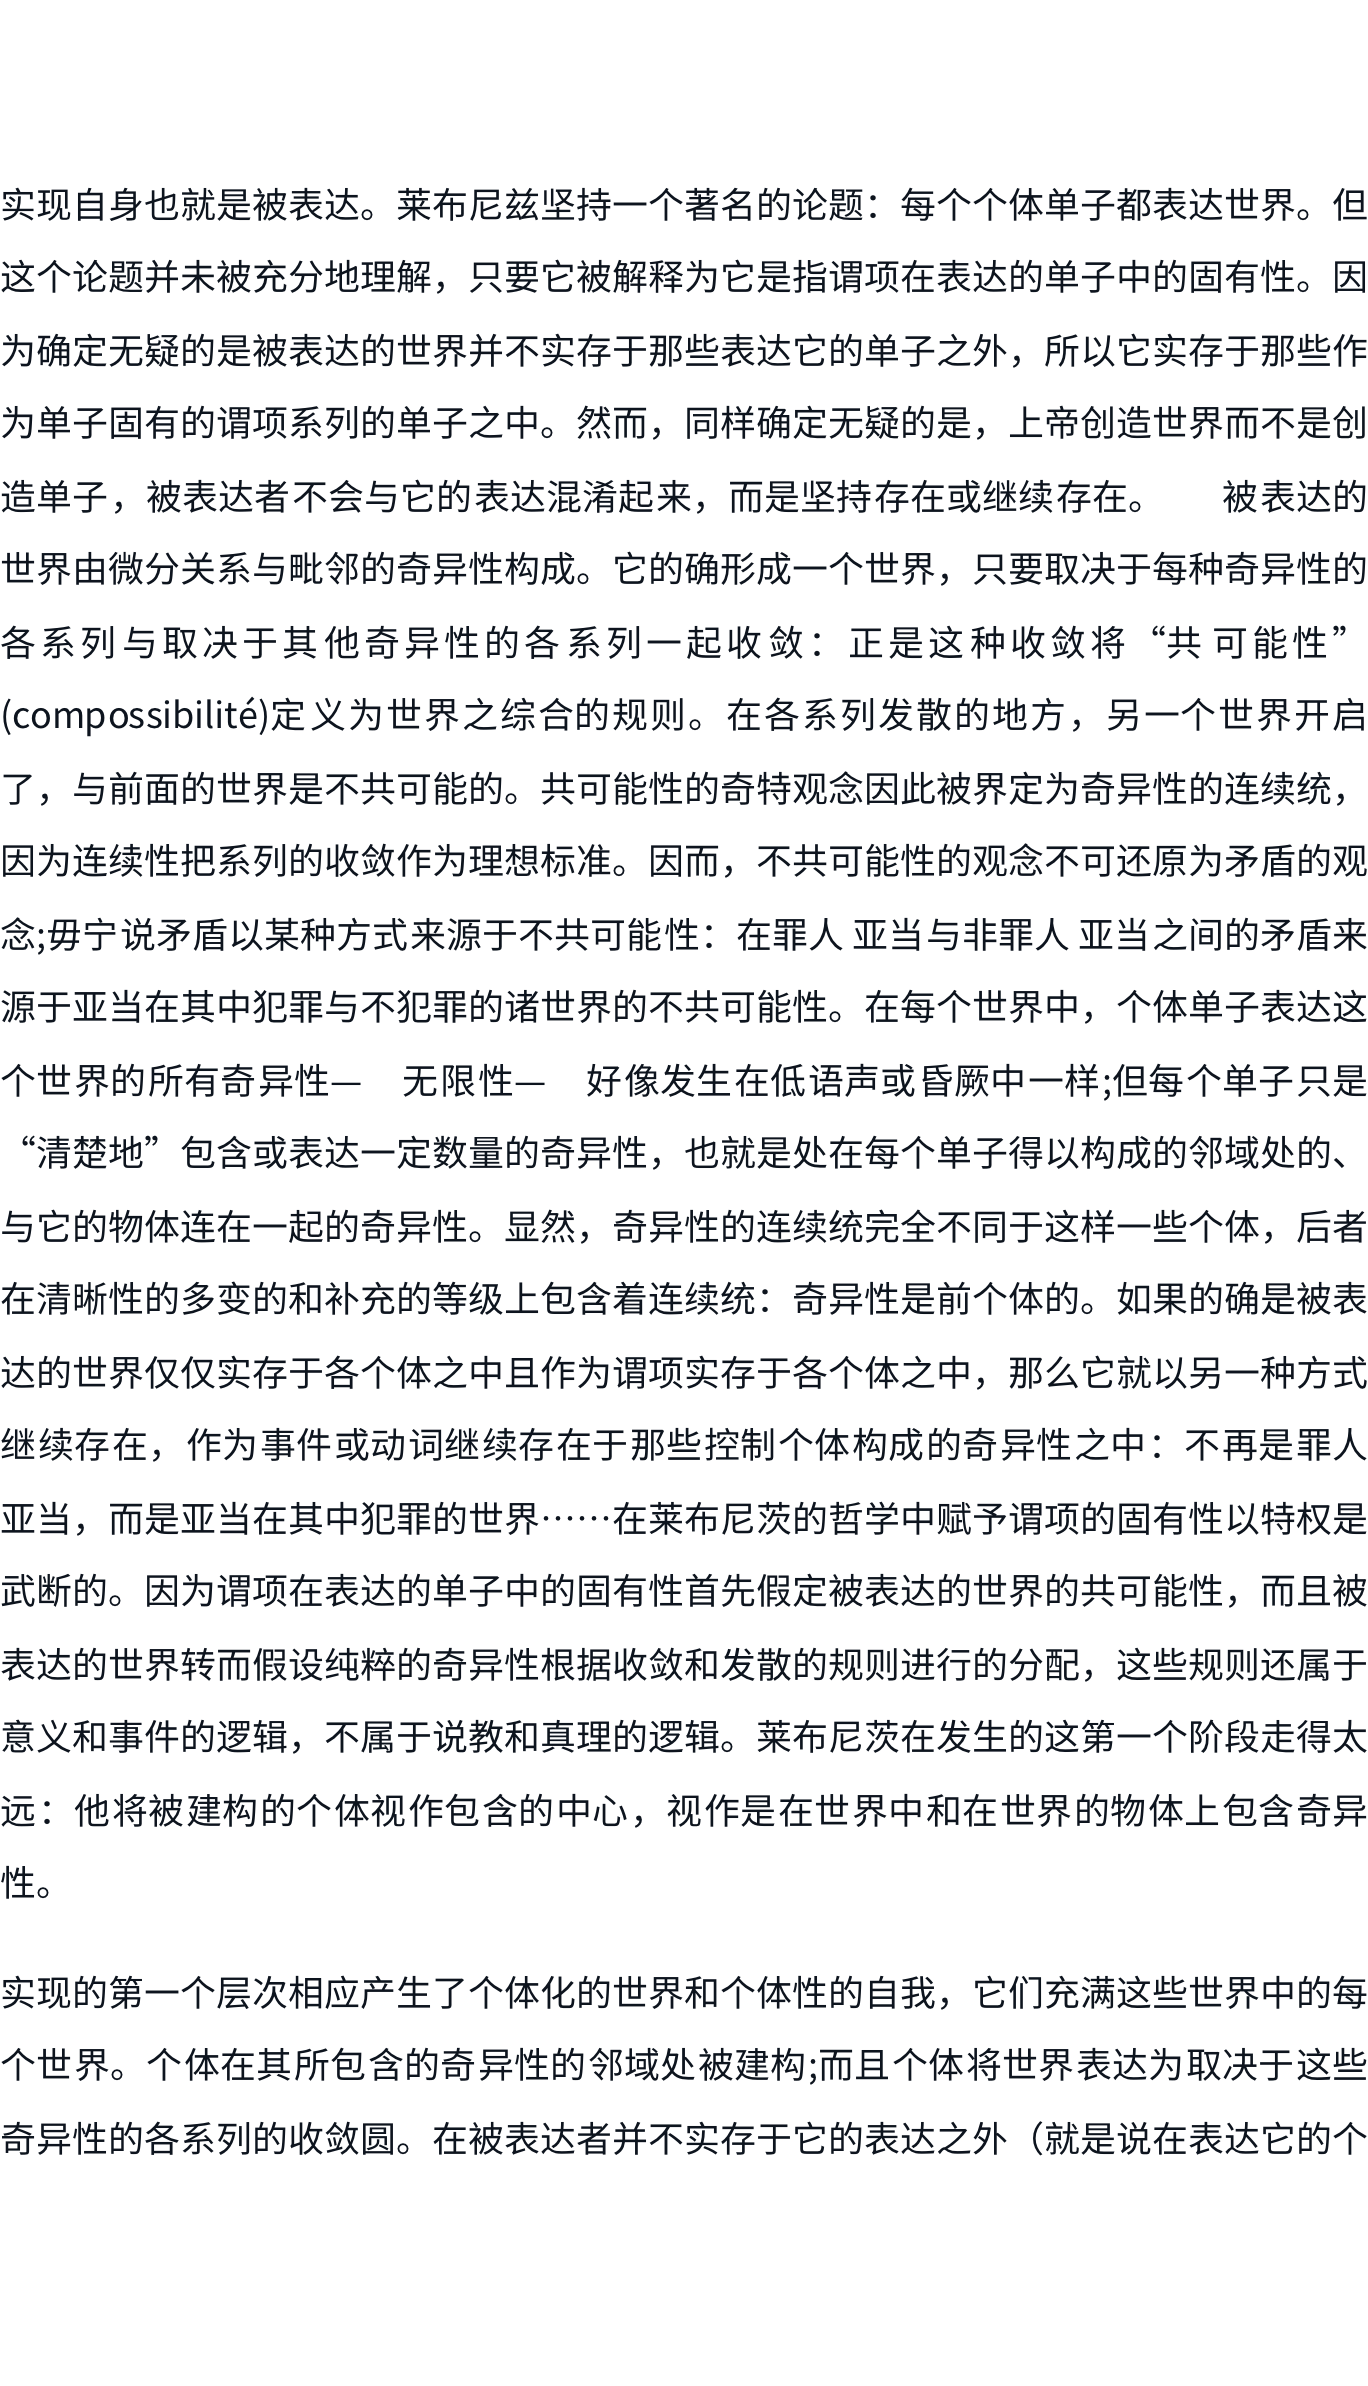 实现自身也就是被表达。莱布尼兹坚持一个著名的论题：每个个体单子都表达世界。但
这个论题并未被充分地理解，只要它被解释为它是指谓项在表达的单子中的固有性。因
为确定无疑的是被表达的世界并不实存于那些表达它的单子之外，所以它实存于那些作
为单子固有的谓项系列的单子之中。然而，同样确定无疑的是，上帝创造世界而不是创
造单子，被表达者不会与它的表达混淆起来，而是坚持存在或继续存在。　　被表达的
世界由微分关系与毗邻的奇异性构成。它的确形成一个世界，只要取决于每种奇异性的
各系列与取决于其他奇异性的各系列一起收敛：正是这种收敛将“共 可能性”
(compossibilité)定义为世界之综合的规则。在各系列发散的地方，另一个世界开启
了，与前面的世界是不共可能的。共可能性的奇特观念因此被界定为奇异性的连续统，
因为连续性把系列的收敛作为理想标准。因而，不共可能性的观念不可还原为矛盾的观
念;毋宁说矛盾以某种方式来源于不共可能性：在罪人 亚当与非罪人 亚当之间的矛盾来
源于亚当在其中犯罪与不犯罪的诸世界的不共可能性。在每个世界中，个体单子表达这
个世界的所有奇异性—　无限性—　好像发生在低语声或昏厥中一样;但每个单子只是
“清楚地”包含或表达一定数量的奇异性，也就是处在每个单子得以构成的邻域处的、
与它的物体连在一起的奇异性。显然，奇异性的连续统完全不同于这样一些个体，后者
在清晰性的多变的和补充的等级上包含着连续统：奇异性是前个体的。如果的确是被表
达的世界仅仅实存于各个体之中且作为谓项实存于各个体之中，那么它就以另一种方式
继续存在，作为事件或动词继续存在于那些控制个体构成的奇异性之中：不再是罪人
亚当，而是亚当在其中犯罪的世界……在莱布尼茨的哲学中赋予谓项的固有性以特权是
武断的。因为谓项在表达的单子中的固有性首先假定被表达的世界的共可能性，而且被
表达的世界转而假设纯粹的奇异性根据收敛和发散的规则进行的分配，这些规则还属于
意义和事件的逻辑，不属于说教和真理的逻辑。莱布尼茨在发生的这第一个阶段走得太
远：他将被建构的个体视作包含的中心，视作是在世界中和在世界的物体上包含奇异
性。
实现的第一个层次相应产生了个体化的世界和个体性的自我，它们充满这些世界中的每
个世界。个体在其所包含的奇异性的邻域处被建构;而且个体将世界表达为取决于这些
奇异性的各系列的收敛圆。在被表达者并不实存于它的表达之外（就是说在表达它的个